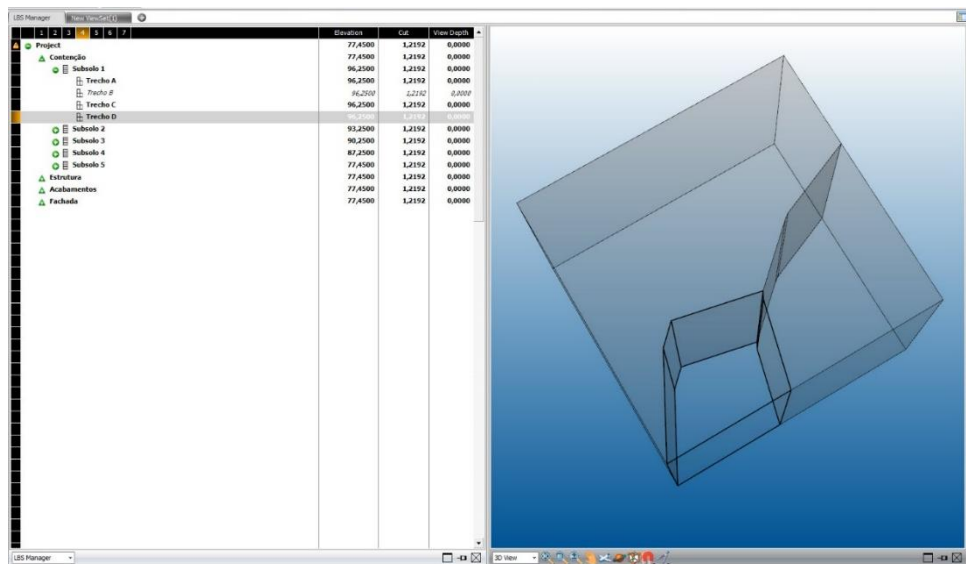 LBS Manager New ViewSet(1)
1 2 3 4 5 6 7 Elevation Cut View Depth
Project 77,4500 1,2192 0,0000
Contenção 77,4500 1,2192 0,0000
Subsolo 1 96,2500 1,2192 0,0000
Trecho A 96,2500 1,2192 0,0000
Trecho B 96,2500 1,2192 0,0000
Trecho C 96,2500 1,2192 0,0000
Trecho D 96,2500 1,2192 0,0000
Subsolo 2 93,2500 1,2192 0,0000
Subsolo 3 90,2500 1,2192 0,0000
Subsolo 4 87,2500 1,2192 0,0000
Subsolo 5 77,4500 1,2192 0,0000
Estrutura 77,4500 1,2192 0,0000
Acabamentos 77,4500 1,2192 0,0000
Fachada 77,4500 1,2192 0,0000
LBS Manager 3D View